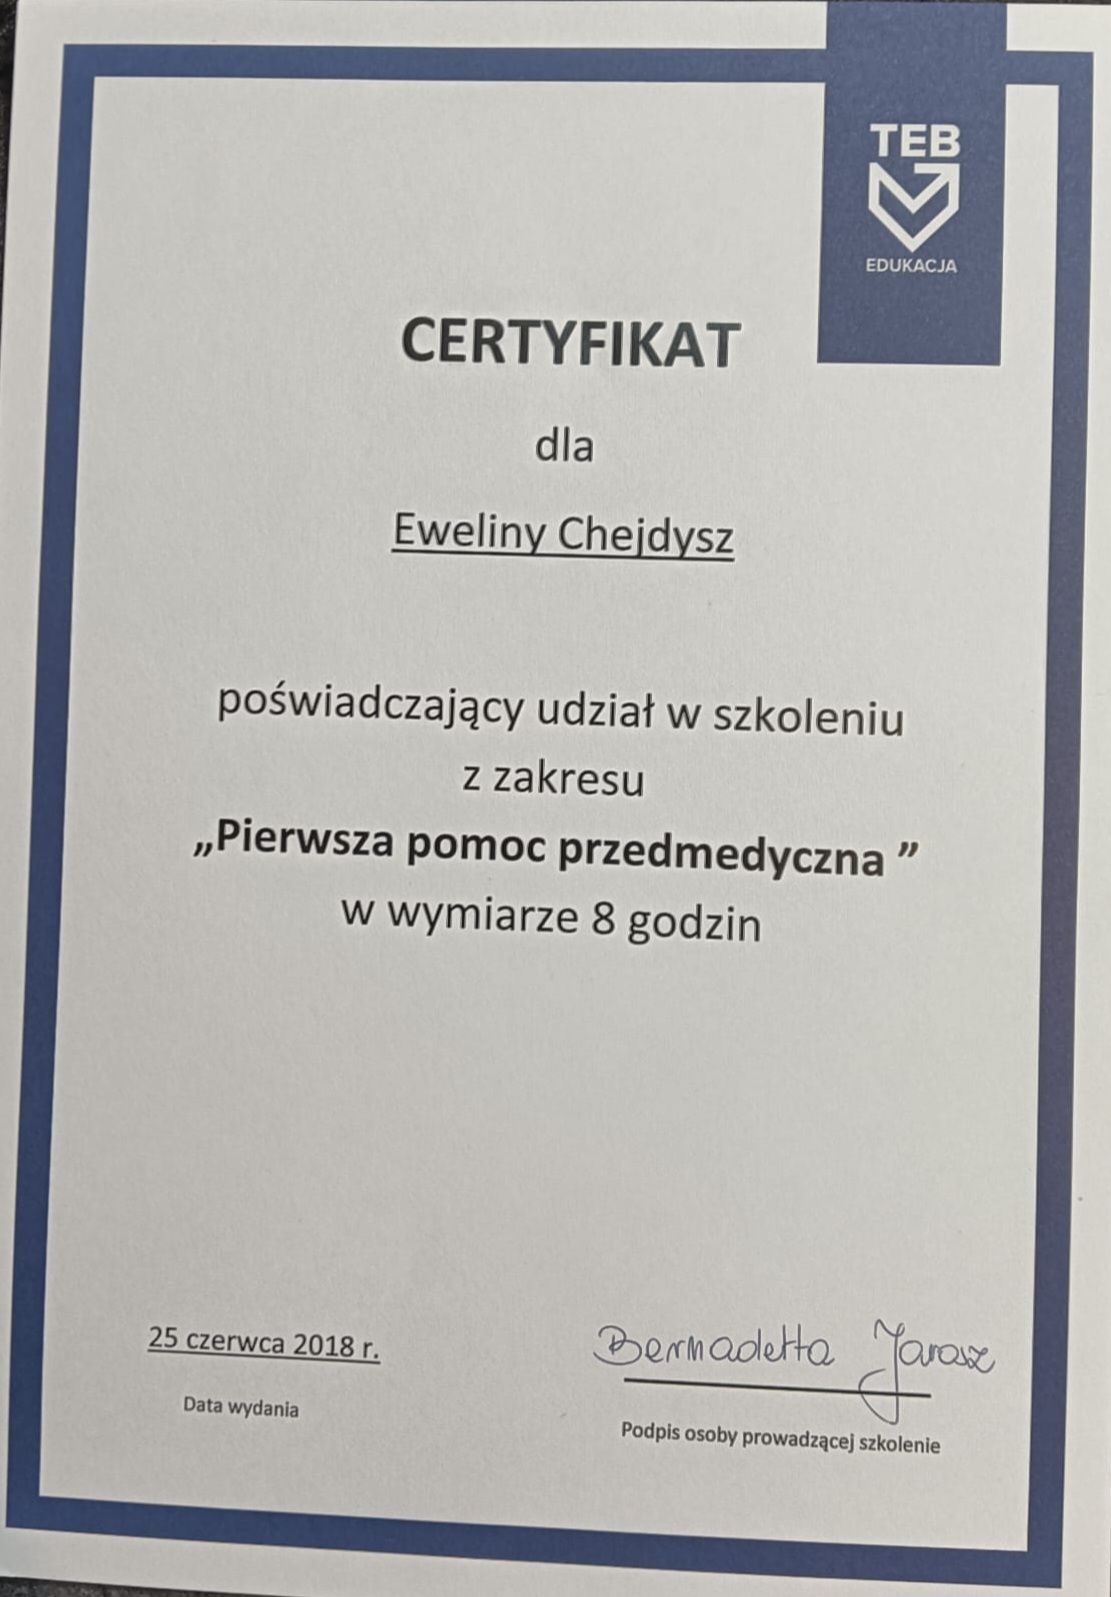 TEB
EDUKACJA
CERTYFIKAT
dla
Eweliny Chejdysz
poświadczający udział w szkoleniu
z zakresu
„Pierwsza pomoc przedmedyczna ”
w wymiarze 8 godzin
25 czerwca 2018 r.
Data wydania
Bernadetta Jarosz
Podpis osoby prowadzącej szkolenie